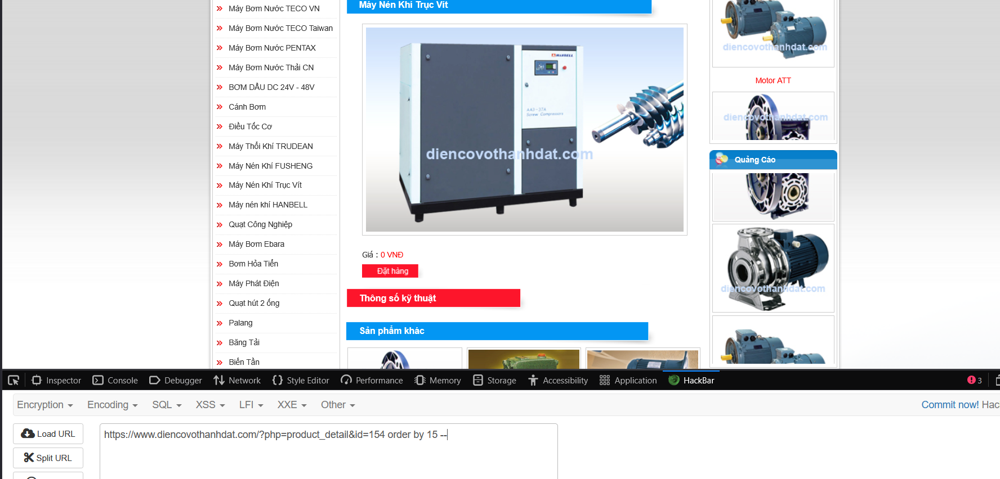 Máy Bơm Nước TECO VN
Máy Bơm Nước TECO Taiwan
Máy Bơm Nước PENTAX
Máy Bơm Nước Thải CN
BƠM DẦU DC 24V - 48V
Cánh Bơm
Điều Tốc Cơ
Máy Thổi Khí TRUDEAN
Máy Nén Khí FUSHENG
Máy Nén Khí Trục Vít
Máy nén khí HANBELL
Quạt Công Nghiệp
Máy Bơm Ebara
Bơm Hỏa Tiển
Máy Phát Điện
Quạt hút 2 ống
Palang
Băng Tải
Biến Tần
Máy Nén Khí Trục Vít
HANBELL
AA3-37A
Screw Compressors
diencovothanhdat.com
Giá : 0 VNĐ
Đặt hàng
Thông số kỹ thuật
Sản phẩm khác
diencovothanhdat.com
Motor ATT
diencovothanhdat.com
Quảng Cáo
diencovothanhdat.com
Inspector Console Debugger Network Style Editor Performance Memory Storage Accessibility Application HackBar 3
Encryption Encoding SQL XSS LFI XXE Other Commit now! Hac
Load URL
https://www.diencovothanhdat.com/?php=product_detail&id=154 order by 15 --
Split URL